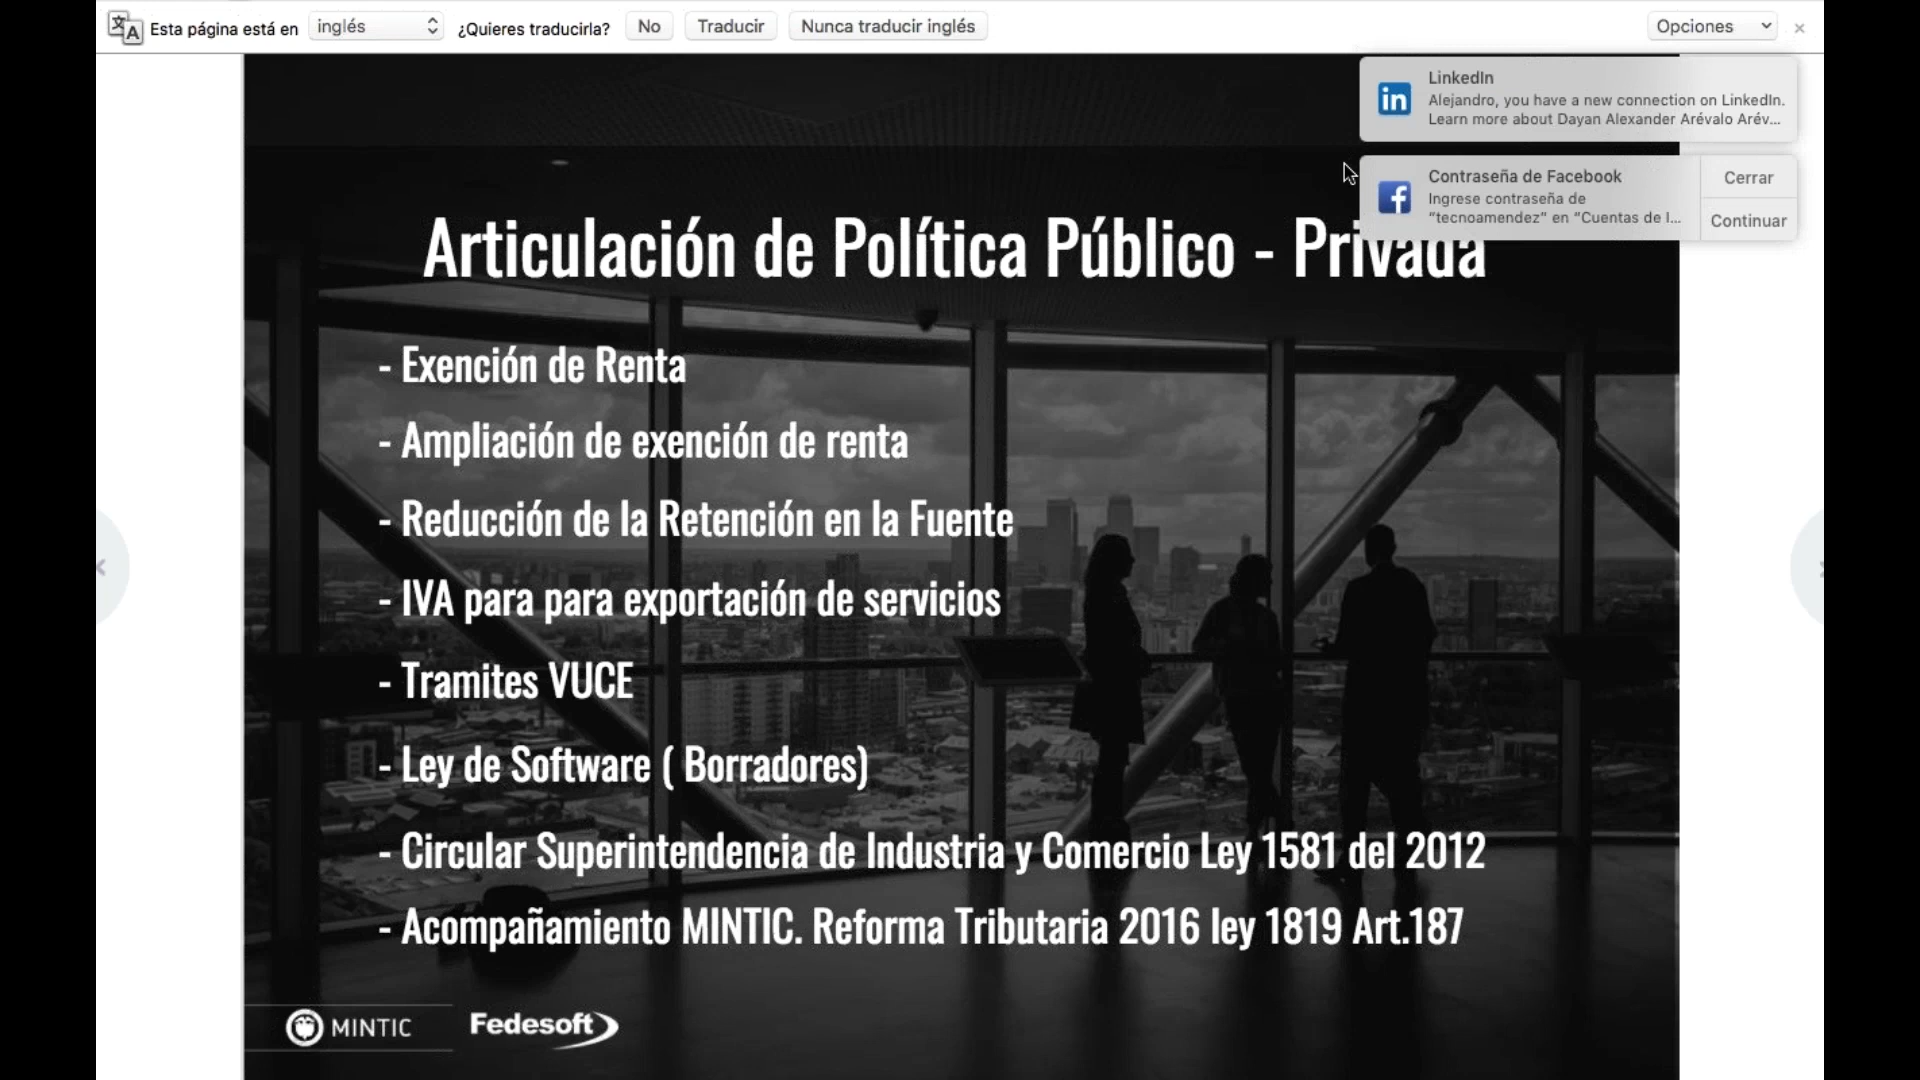 Esta página está en inglés ¿Quieres traducirla? No Traducir Nunca traducir inglés Opciones
LinkedIn
Alejandro, you have a new connection on LinkedIn.
Learn more about Dayan Alexander Arévalo Arév...
Contraseña de Facebook
Ingrese contraseña de
“tecnoamendez” en “Cuentas de I...
Cerrar
Continuar
Articulación de Política Público - Privada
- Exención de Renta
- Ampliación de exención de renta
- Reducción de la Retención en la Fuente
- IVA para para exportación de servicios
- Tramites VUCE
- Ley de Software ( Borradores)
- Circular Superintendencia de Industria y Comercio Ley 1581 del 2012
- Acompañamiento MINTIC. Reforma Tributaria 2016 ley 1819 Art.187
MINTIC Fedesoft